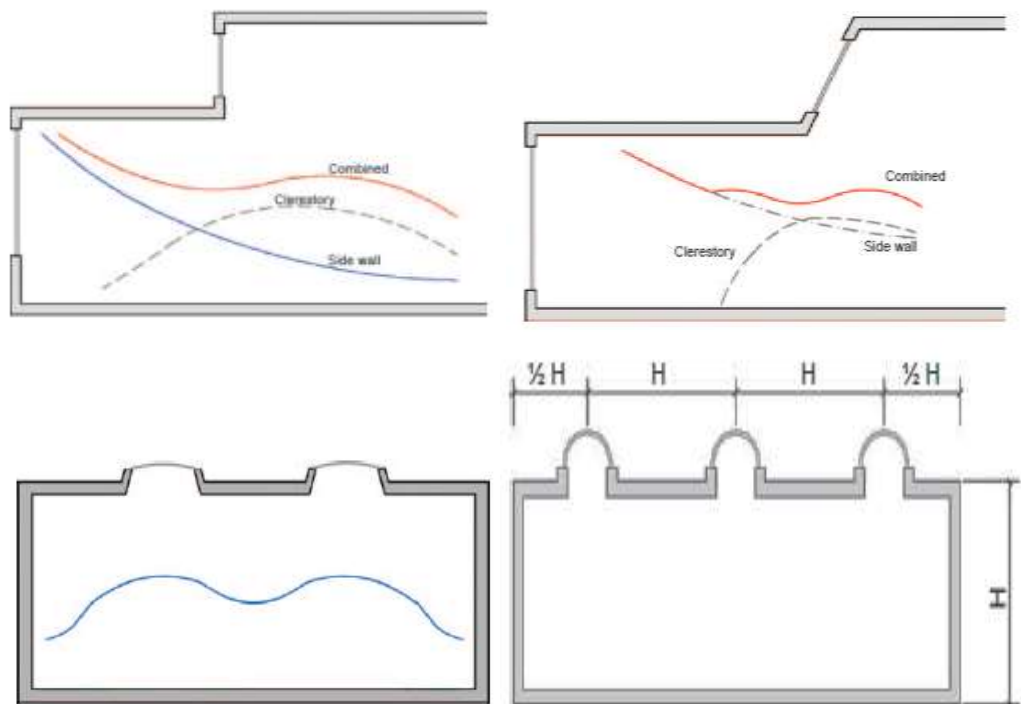 Combined
Clerestory
Side wall
Combined
Clerestory
Side wall
½ H
H
H
½ H
H